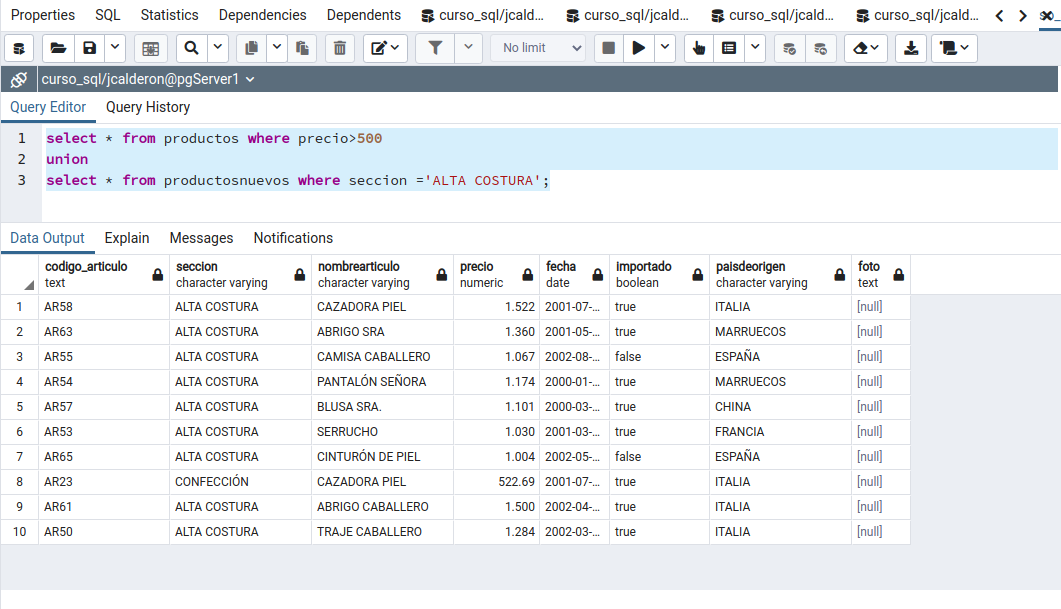 Properties SQL Statistics Dependencies Dependents curso_sql/jcald... curso_sql/jcald... curso_sql/jcald... curso_sql/jcald...
No limit
curso_sql/jcalderon@pgServer1
Query Editor Query History
1 select * from productos where precio>500
2 union
3 select * from productosnuevos where seccion ='ALTA COSTURA';
Data Output Explain Messages Notifications
codigo_articulo seccion nombrearticulo precio fecha importado paisdeorigen foto
text character varying character varying numeric date boolean character varying text
1 AR58 ALTA COSTURA CAZADORA PIEL 1.522 2001-07-... true ITALIA [null]
2 AR63 ALTA COSTURA ABRIGO SRA 1.360 2001-05-... true MARRUECOS [null]
3 AR55 ALTA COSTURA CAMISA CABALLERO 1.067 2002-08-... false ESPAÑA [null]
4 AR54 ALTA COSTURA PANTALÓN SEÑORA 1.174 2000-01-... true MARRUECOS [null]
5 AR57 ALTA COSTURA BLUSA SRA. 1.101 2000-03-... true CHINA [null]
6 AR53 ALTA COSTURA SERRUCHO 1.030 2001-03-... true FRANCIA [null]
7 AR65 ALTA COSTURA CINTURÓN DE PIEL 1.004 2002-05-... false ESPAÑA [null]
8 AR23 CONFECCIÓN CAZADORA PIEL 522.69 2001-07-... true ITALIA [null]
9 AR61 ALTA COSTURA ABRIGO CABALLERO 1.500 2002-04-... true ITALIA [null]
10 AR50 ALTA COSTURA TRAJE CABALLERO 1.284 2002-03-... true ITALIA [null]